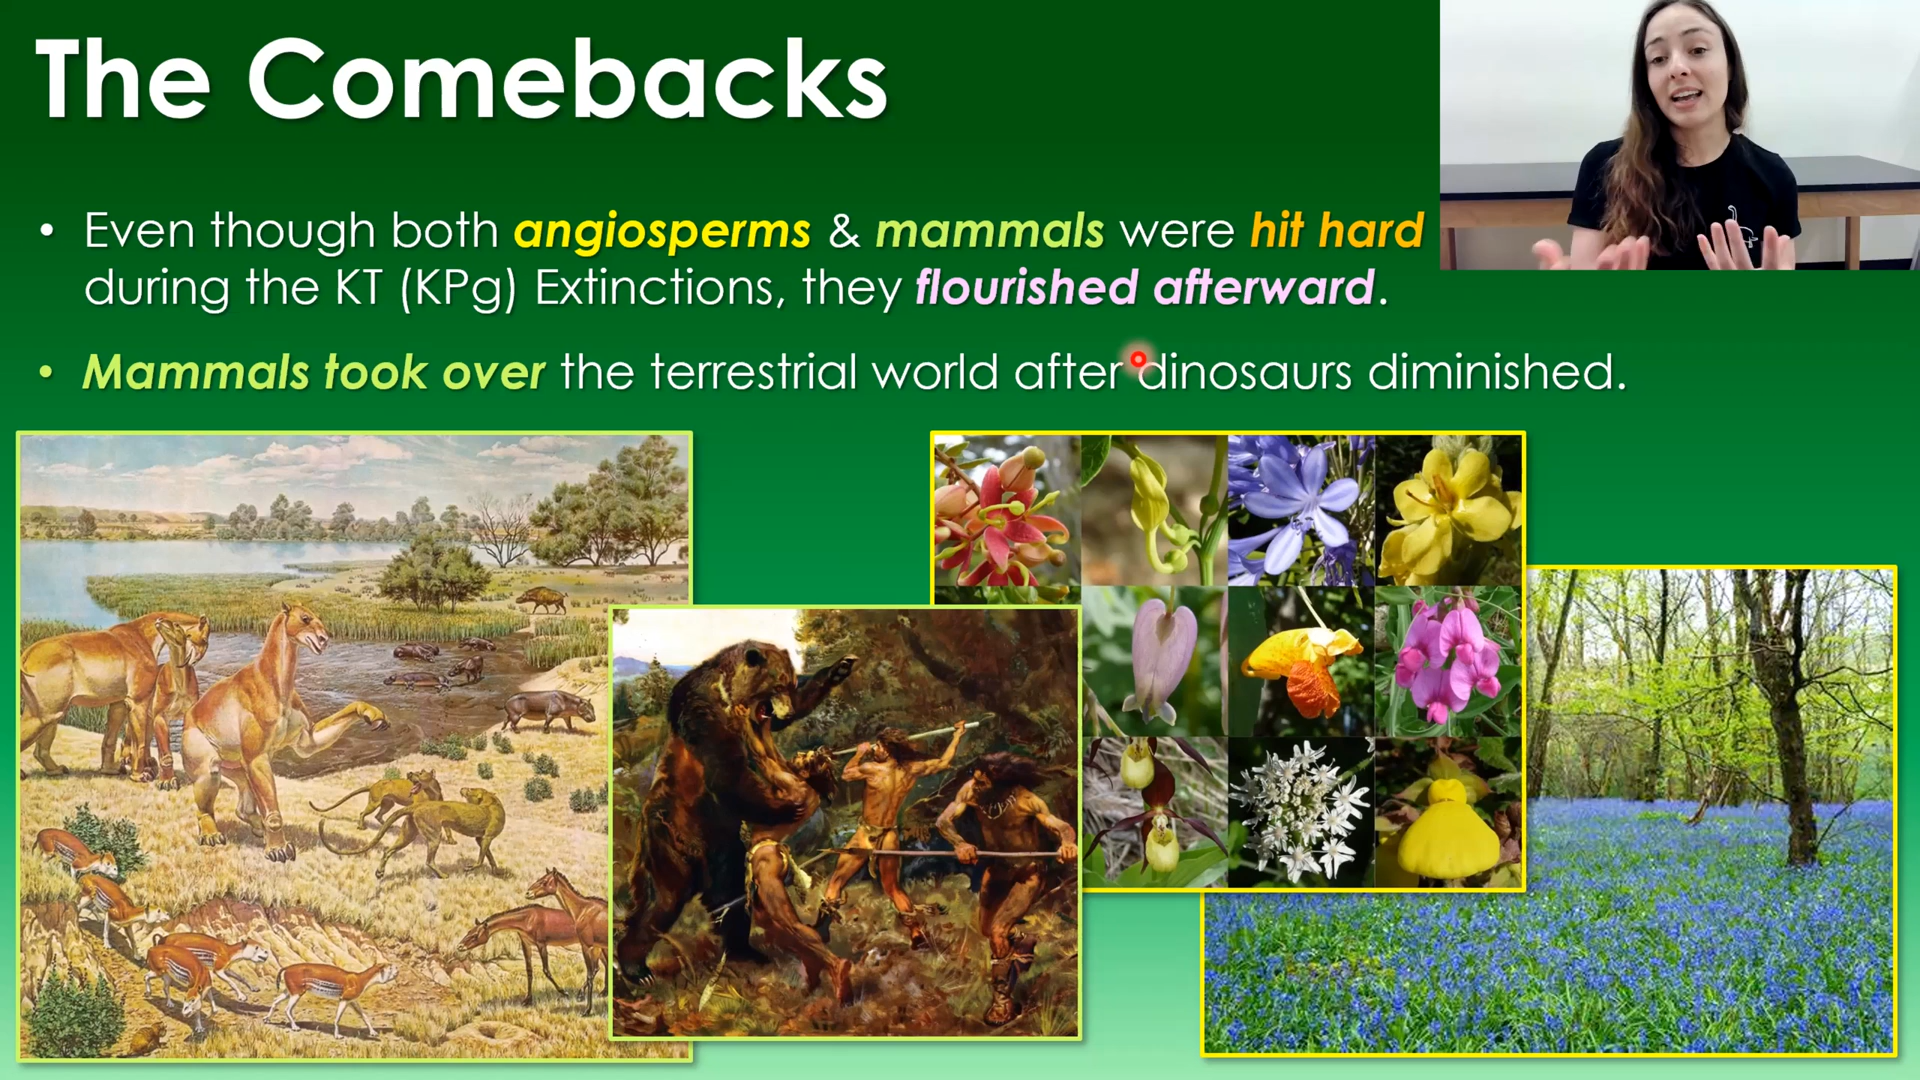 The Comebacks
• Even though both angiosperms & mammals were hit hard
during the KT (KPg) Extinctions, they flourished afterward.
• Mammals took over the terrestrial world after dinosaurs diminished.